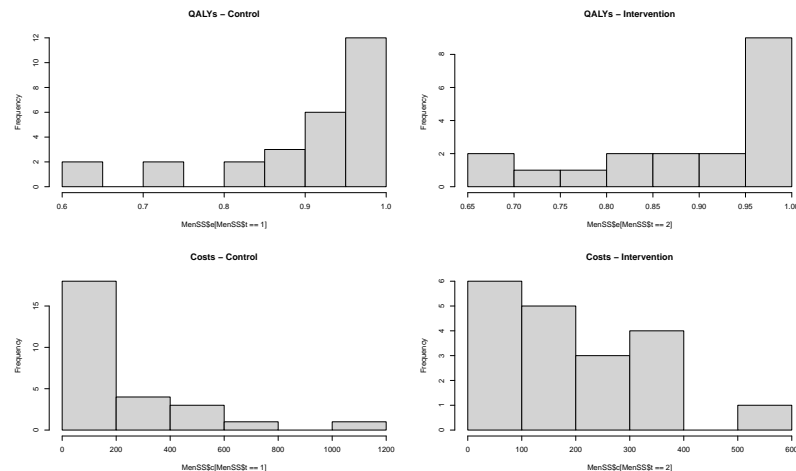 QALYs – Control
Frequency
12
10
8
6
4
2
0
0.6 0.7 0.8 0.9 1.0
MenSS$e[MenSS$t == 1]
QALYs – Intervention
Frequency
8
6
4
2
0
0.65 0.70 0.75 0.80 0.85 0.90 0.95 1.00
MenSS$e[MenSS$t == 2]
Costs – Control
Frequency
15
10
5
0
0 200 400 600 800 1000 1200
MenSS$c[MenSS$t == 1]
Costs – Intervention
Frequency
6
5
4
3
2
1
0
0 100 200 300 400 500 600
MenSS$c[MenSS$t == 2]